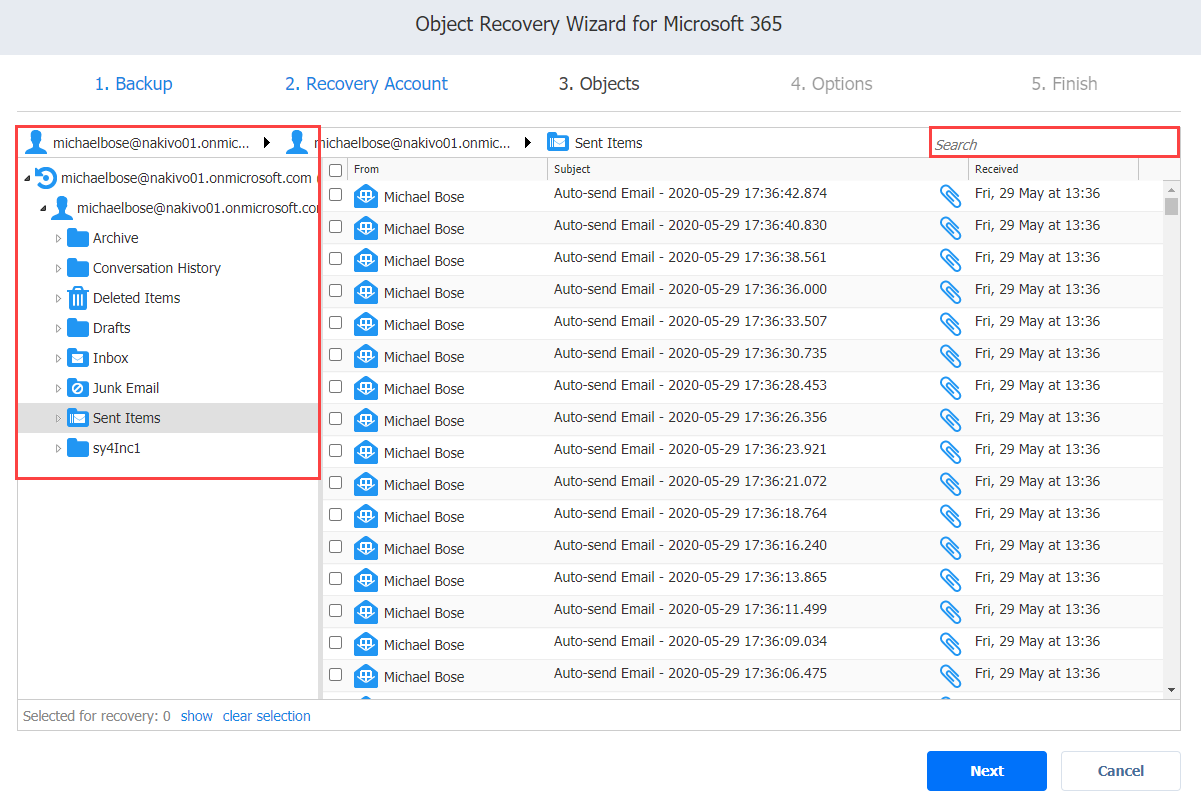 Object Recovery Wizard for Microsoft 365
1. Backup 2. Recovery Account 3. Objects 4. Options 5. Finish
michaelbose@nakivo01.onmic... michaelbose@nakivo01.onmic... Sent Items Search
michaelbose@nakivo01.onmicrosoft.com (
michaelbose@nakivo01.onmicrosoft.com
Archive
Conversation History
Deleted Items
Drafts
Inbox
Junk Email
Sent Items
sy4Inc1
From Subject Received
Michael Bose Auto-send Email - 2020-05-29 17:36:42.874 Fri, 29 May at 13:36
Michael Bose Auto-send Email - 2020-05-29 17:36:40.830 Fri, 29 May at 13:36
Michael Bose Auto-send Email - 2020-05-29 17:36:38.561 Fri, 29 May at 13:36
Michael Bose Auto-send Email - 2020-05-29 17:36:36.000 Fri, 29 May at 13:36
Michael Bose Auto-send Email - 2020-05-29 17:36:33.507 Fri, 29 May at 13:36
Michael Bose Auto-send Email - 2020-05-29 17:36:30.735 Fri, 29 May at 13:36
Michael Bose Auto-send Email - 2020-05-29 17:36:28.453 Fri, 29 May at 13:36
Michael Bose Auto-send Email - 2020-05-29 17:36:26.356 Fri, 29 May at 13:36
Michael Bose Auto-send Email - 2020-05-29 17:36:23.921 Fri, 29 May at 13:36
Michael Bose Auto-send Email - 2020-05-29 17:36:21.072 Fri, 29 May at 13:36
Michael Bose Auto-send Email - 2020-05-29 17:36:18.764 Fri, 29 May at 13:36
Michael Bose Auto-send Email - 2020-05-29 17:36:16.240 Fri, 29 May at 13:36
Michael Bose Auto-send Email - 2020-05-29 17:36:13.865 Fri, 29 May at 13:36
Michael Bose Auto-send Email - 2020-05-29 17:36:11.499 Fri, 29 May at 13:36
Michael Bose Auto-send Email - 2020-05-29 17:36:09.034 Fri, 29 May at 13:36
Michael Bose Auto-send Email - 2020-05-29 17:36:06.475 Fri, 29 May at 13:36
Selected for recovery: 0 show clear selection
Next Cancel